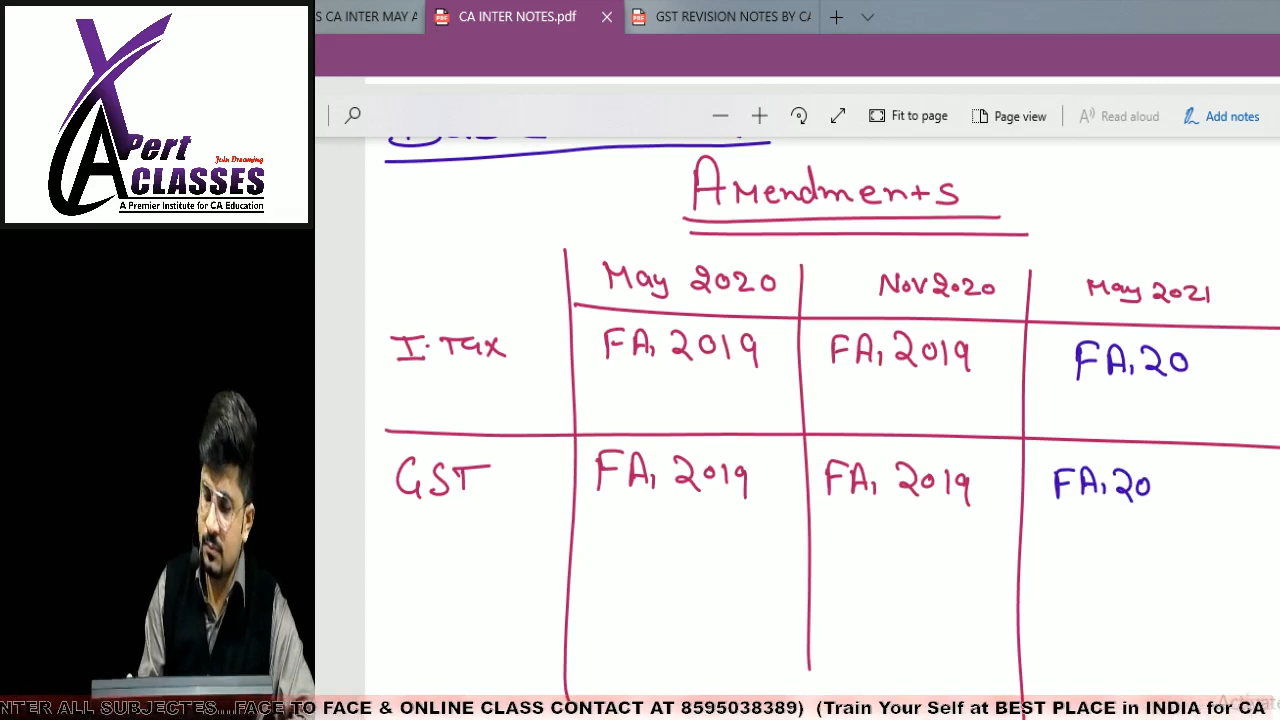 S CA INTER MAY A
CA INTER NOTES.pdf
GST REVISION NOTES BY CA
X
Pert
Join Dreaming
CA CLASSES
A Premier Institute for CA Education
Fit to page
Page view
Read aloud
Add notes
Amendments
May 2020 Nov 2020 May 2021
I. Tax FA, 2019 FA, 2019 FA, 20
GST FA, 2019 FA, 2019 FA, 20
NTER ALL SUBJECTES...FACE TO FACE & ONLINE CLASS CONTACT AT 8595038389) (Train Your Self at BEST PLACE in INDIA for CA